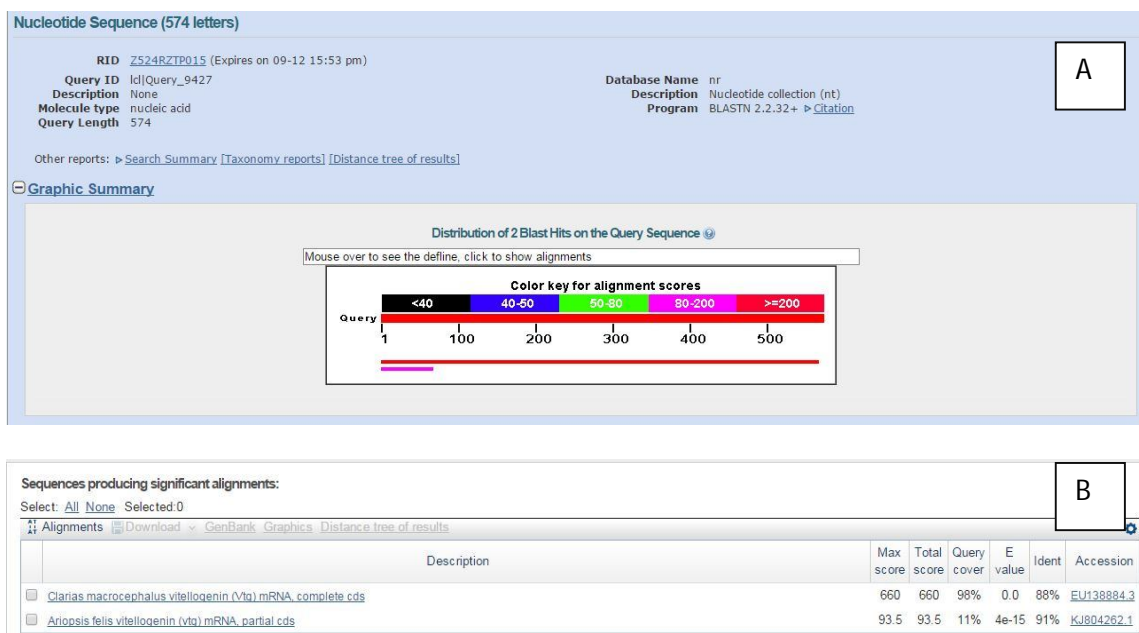 Nucleotide Sequence (574 letters)
A
RID Z524RZTP015 (Expires on 09-12 15:53 pm)
Query ID lcl|Query_9427
Description None
Molecule type nucleic acid
Query Length 574
Database Name nr
Description Nucleotide collection (nt)
Program BLASTN 2.2.32+ Citation
Other reports: Search Summary [Taxonomy reports] [Distance tree of results]
Graphic Summary
Distribution of 2 Blast Hits on the Query Sequence
Mouse over to see the defline, click to show alignments
Color key for alignment scores
<40 40-50 50-80 80-200 >=200
Query
1 100 200 300 400 500
B
Sequences producing significant alignments:
Select: All None Selected:0
Alignments Download GenBank Graphics Distance tree of results
Description Max score Total score Query cover E value Ident Accession
Clarias macrocephalus vitellogenin (Vtg) mRNA, complete cds 660 660 98% 0.0 88% EU138884.3
Ariopsis felis vitellogenin (vtg) mRNA, partial cds 93.5 93.5 11% 4e-15 91% KJ804262.1